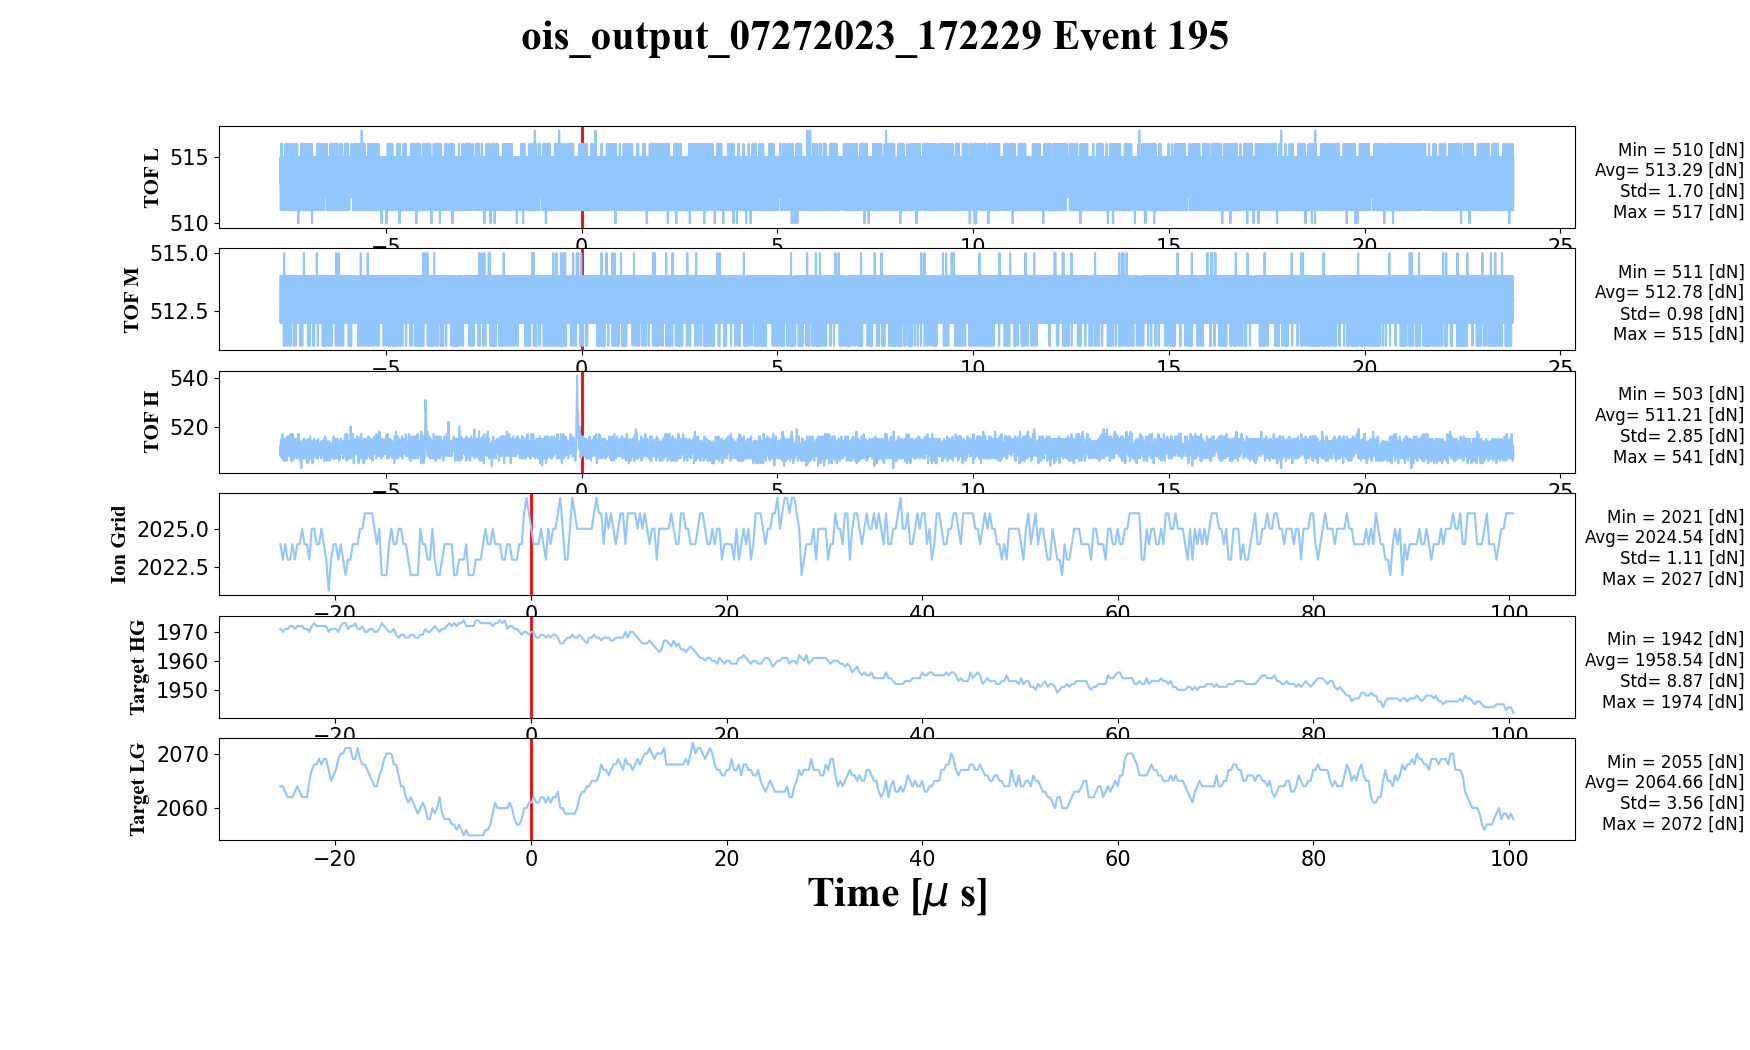 ois_output_07272023_172229 Event 195
TOF L
515
510
−5
0
5
10
15
20
25
Min = 510 [dN]
Avg= 513.29 [dN]
Std= 1.70 [dN]
Max = 517 [dN]
TOF M
515.0
512.5
−5
0
5
10
15
20
25
Min = 511 [dN]
Avg= 512.78 [dN]
Std= 0.98 [dN]
Max = 515 [dN]
TOF H
540
520
−5
0
5
10
15
20
25
Min = 503 [dN]
Avg= 511.21 [dN]
Std= 2.85 [dN]
Max = 541 [dN]
Ion Grid
2025.0
2022.5
−20
0
20
40
60
80
100
Min = 2021 [dN]
Avg= 2024.54 [dN]
Std= 1.11 [dN]
Max = 2027 [dN]
Target HG
1970
1960
1950
−20
0
20
40
60
80
100
Min = 1942 [dN]
Avg= 1958.54 [dN]
Std= 8.87 [dN]
Max = 1974 [dN]
Target LG
2070
2060
−20
0
20
40
60
80
100
Min = 2055 [dN]
Avg= 2064.66 [dN]
Std= 3.56 [dN]
Max = 2072 [dN]
Time [μ s]